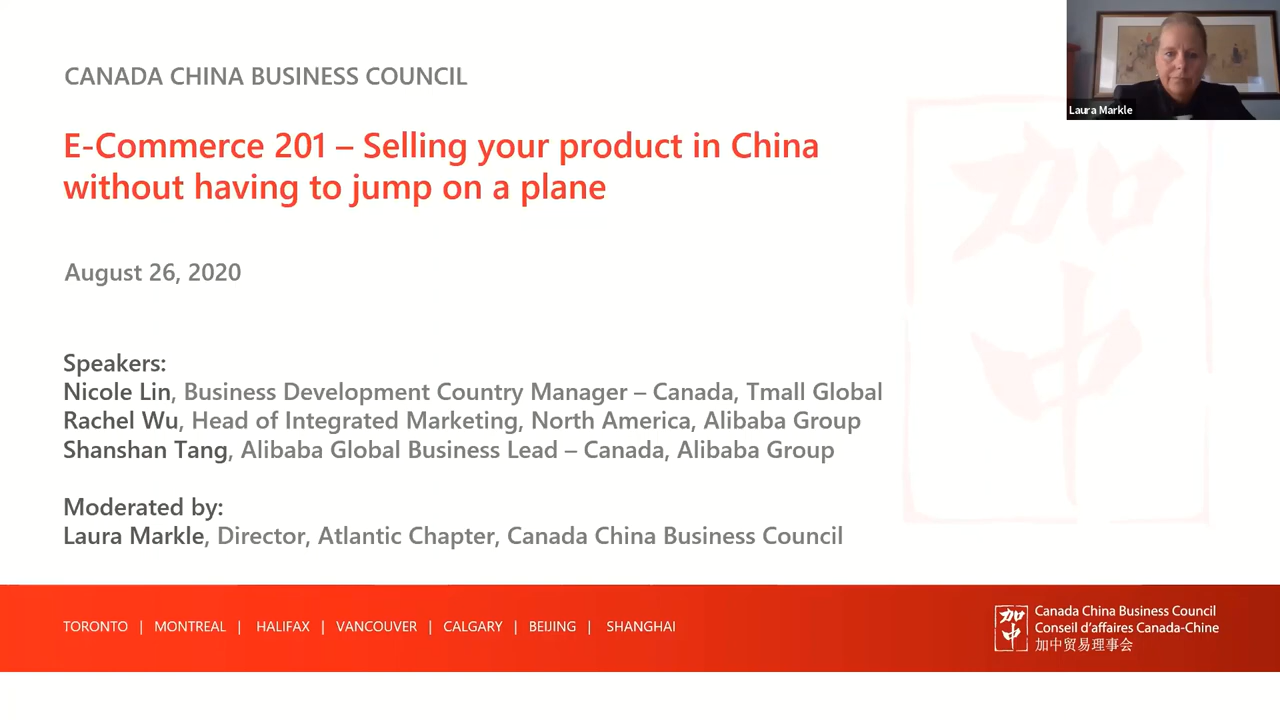 CANADA CHINA BUSINESS COUNCIL
Laura Markle
E-Commerce 201 – Selling your product in China
without having to jump on a plane
August 26, 2020
加
中
Speakers:
Nicole Lin, Business Development Country Manager – Canada, Tmall Global
Rachel Wu, Head of Integrated Marketing, North America, Alibaba Group
Shanshan Tang, Alibaba Global Business Lead – Canada, Alibaba Group
Moderated by:
Laura Markle, Director, Atlantic Chapter, Canada China Business Council
TORONTO | MONTREAL | HALIFAX | VANCOUVER | CALGARY | BEIJING | SHANGHAI
加
中
Canada China Business Council
Conseil d'affaires Canada-Chine
加中贸易理事会